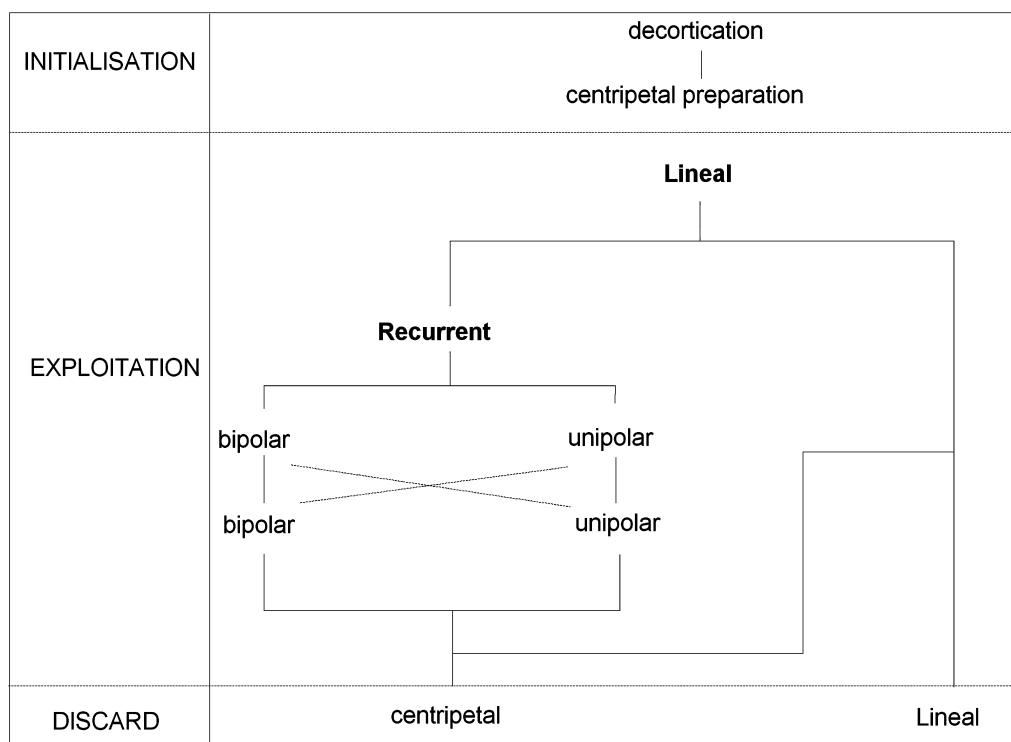 decortication
INITIALISATION
centripetal preparation
Lineal
Recurrent
EXPLOITATION
bipolar unipolar
bipolar unipolar
DISCARD centripetal Lineal